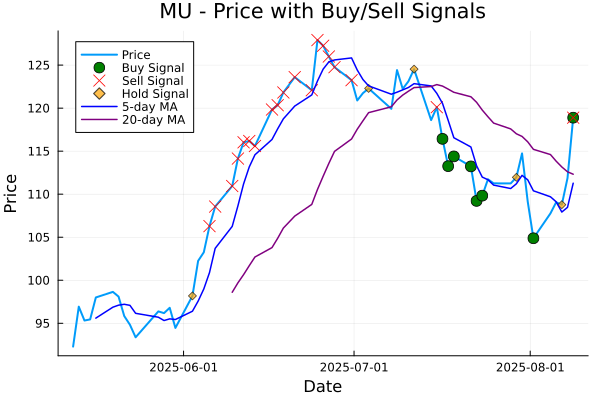 MU - Price with Buy/Sell Signals
Price
Buy Signal
Sell Signal
Hold Signal
5-day MA
20-day MA
125
120
115
110
105
100
95
Price
2025-06-01
2025-07-01
2025-08-01
Date